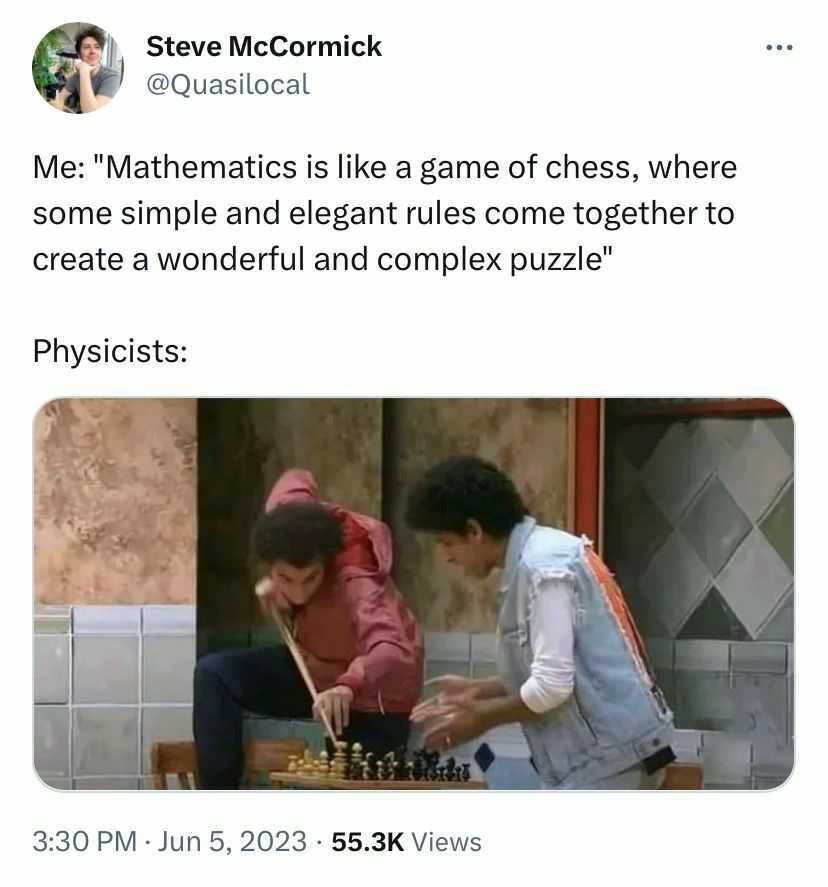 Steve McCormick
@Quasilocal
Me: "Mathematics is like a game of chess, where
some simple and elegant rules come together to
create a wonderful and complex puzzle"
Physicists:
3:30 PM · Jun 5, 2023 · 55.3K Views